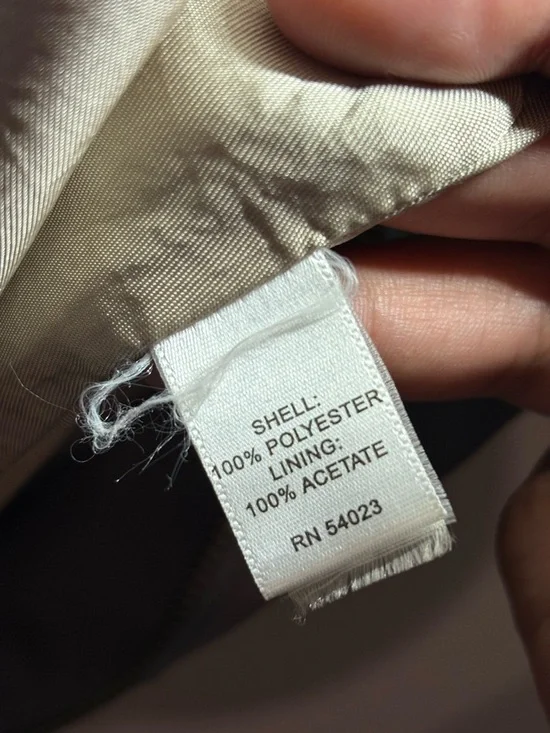 SHELL:
100% POLYESTER
LINING:
100% ACETATE
RN 54023